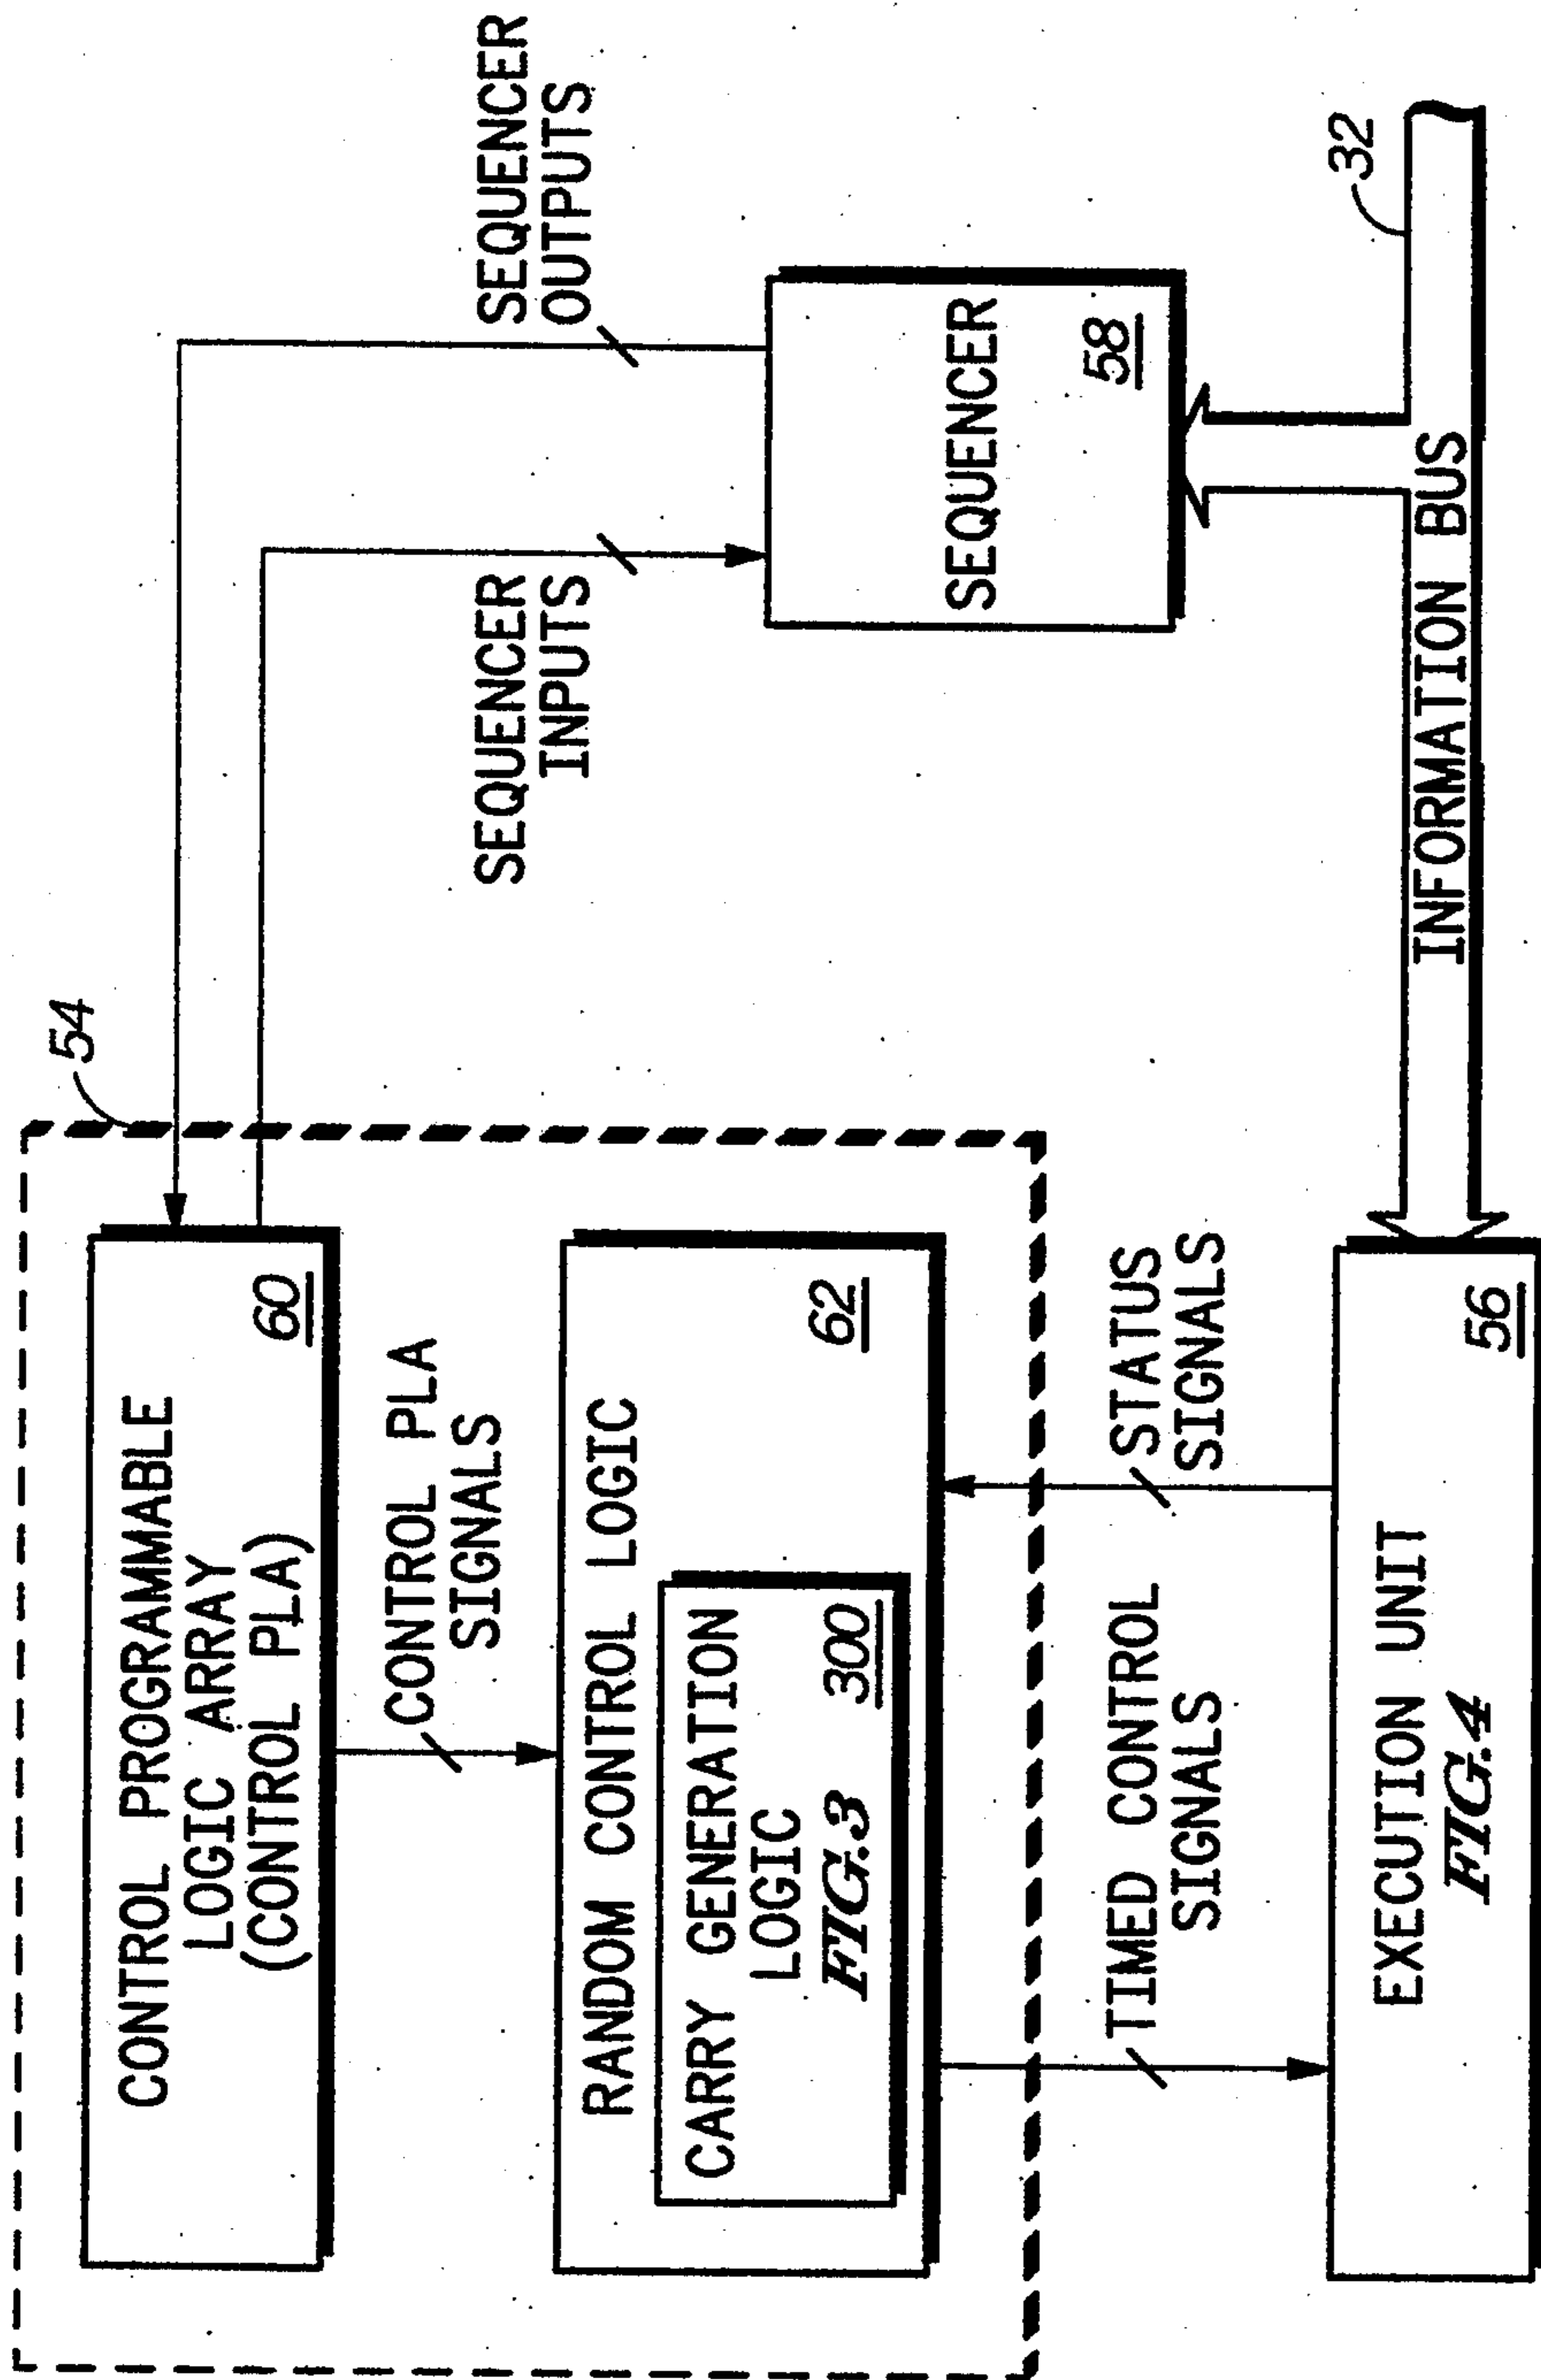 54
CONTROL PROGRAMMABLE
LOGIC ARRAY
(CONTROL PLA)
60
SEQUENCER
OUTPUTS
SEQUENCER
INPUTS
CONTROL PLA
SIGNALS
RANDOM CONTROL LOGIC
62
CARRY GENERATION
LOGIC
300
FIG.3
SEQUENCER
58
TIMED CONTROL
SIGNALS
STATUS
SIGNALS
32
INFORMATION BUS
EXECUTION UNIT
FIG.4
56